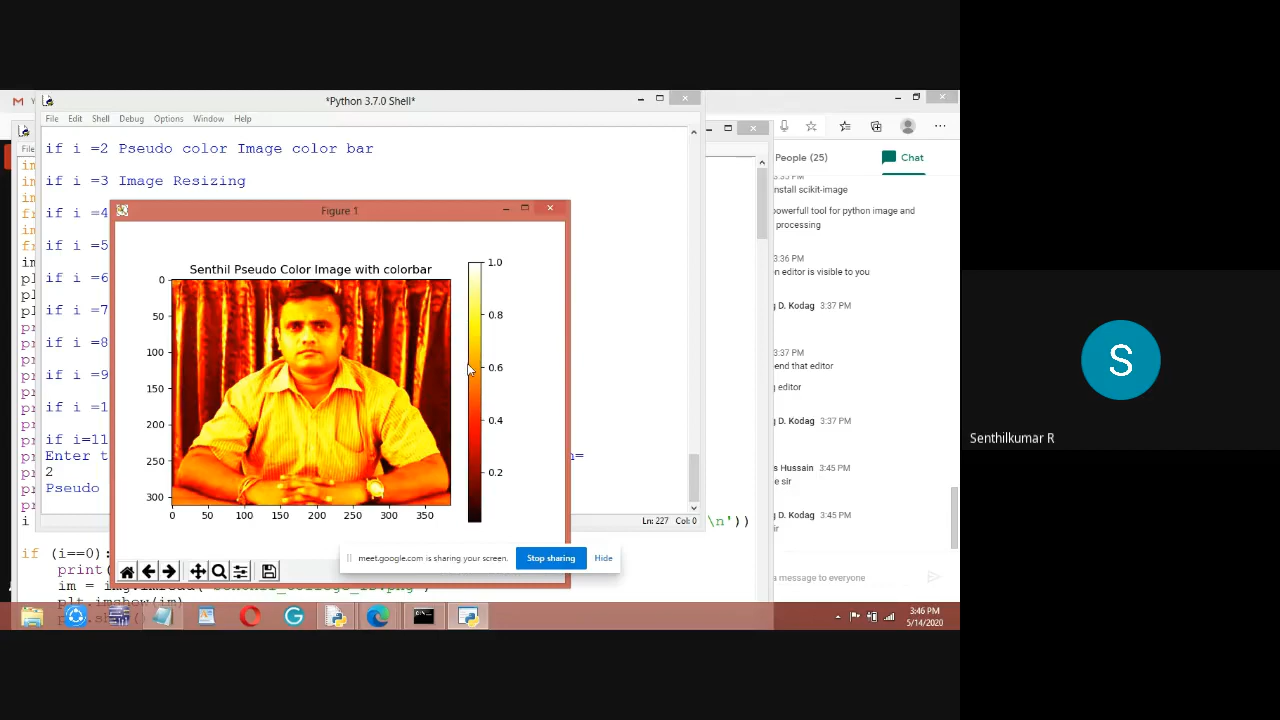 *Python 3.7.0 Shell*
File Edit Shell Debug Options Window Help
if i =2 Pseudo color Image color bar
if i =3 Image Resizing
if i =4
if i =5
if i =6
if i =7
if i =8
if i =9
if i =1
if i=11
Enter t
n=
2
Pseudo
Ln: 227 Col: 0
Figure 1
Senthil Pseudo Color Image with colorbar
0
50
100
150
200
250
300
0 50 100 150 200 250 300 350
1.0
0.8
0.6
0.4
0.2
meet.google.com is sharing your screen. Stop sharing Hide
\n'))
if (i==0):
print(
plt.imshow(im)
People (25) Chat
3:35 PM
nstall scikit-image
powerfull tool for python image and
processing
3:36 PM
n editor is visible to you
g D. Kodag 3:37 PM
3:37 PM
end that editor
g editor
g D. Kodag 3:37 PM
s Hussain 3:45 PM
e sir
S D. Kodag 3:45 PM
ir
a message to everyone
3:46 PM
5/14/2020
S
Senthilkumar R